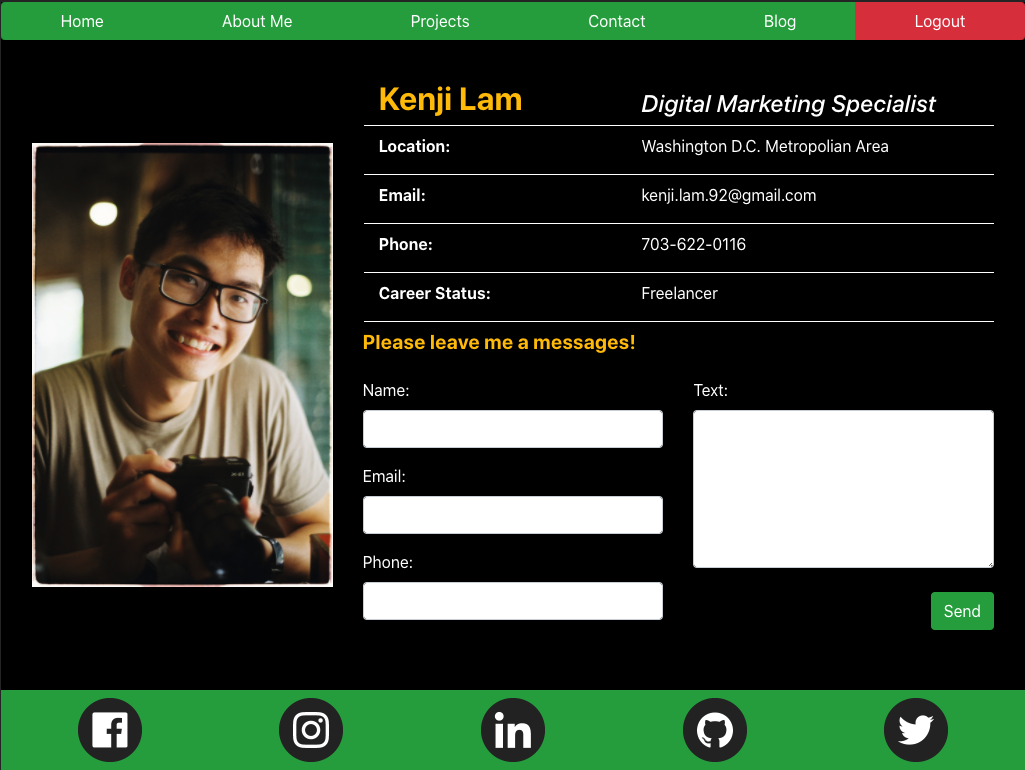 Home About Me Projects Contact Blog Logout
Kenji Lam Digital Marketing Specialist
Location: Washington D.C. Metropolian Area
Email: kenji.lam.92@gmail.com
Phone: 703-622-0116
Career Status: Freelancer
Please leave me a messages!
Name: Text:
Email:
Phone:
Send